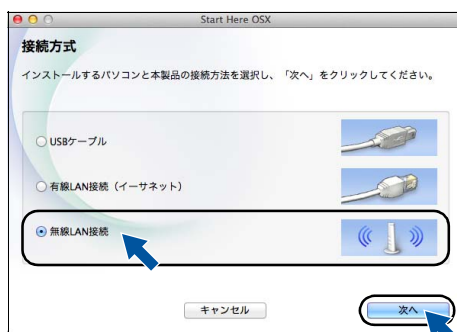 Start Here OSX
接続方式
インストールするパソコンと本製品の接続方法を選択し、「次へ」をクリックしてください。
USBケーブル
有線LAN接続（イーサネット）
無線LAN接続
キャンセル
次へ